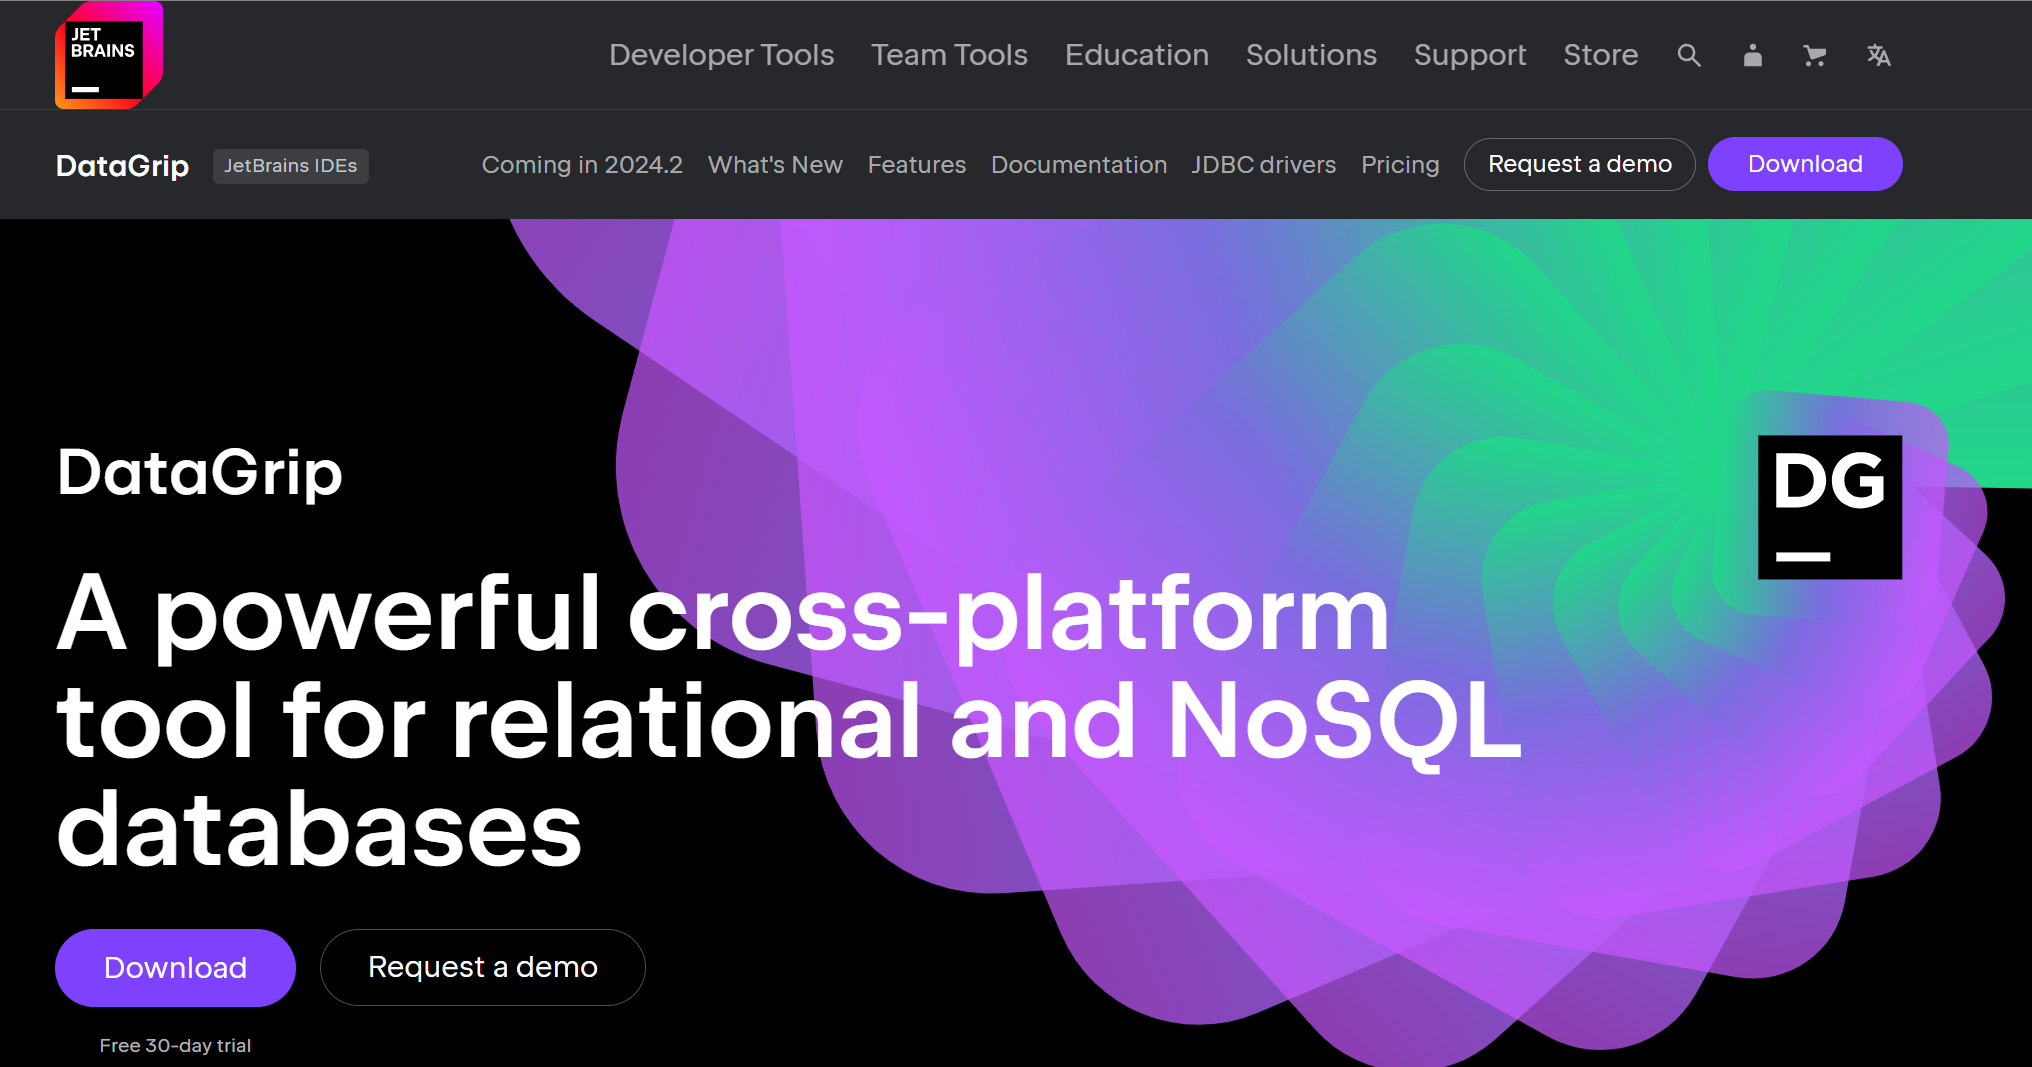 JET
BRAINS
Developer Tools Team Tools Education Solutions Support Store
DataGrip JetBrains IDEs Coming in 2024.2 What's New Features Documentation JDBC drivers Pricing Request a demo Download
DataGrip
DG
A powerful cross-platform
tool for relational and NoSQL
databases
Download Request a demo
Free 30-day trial